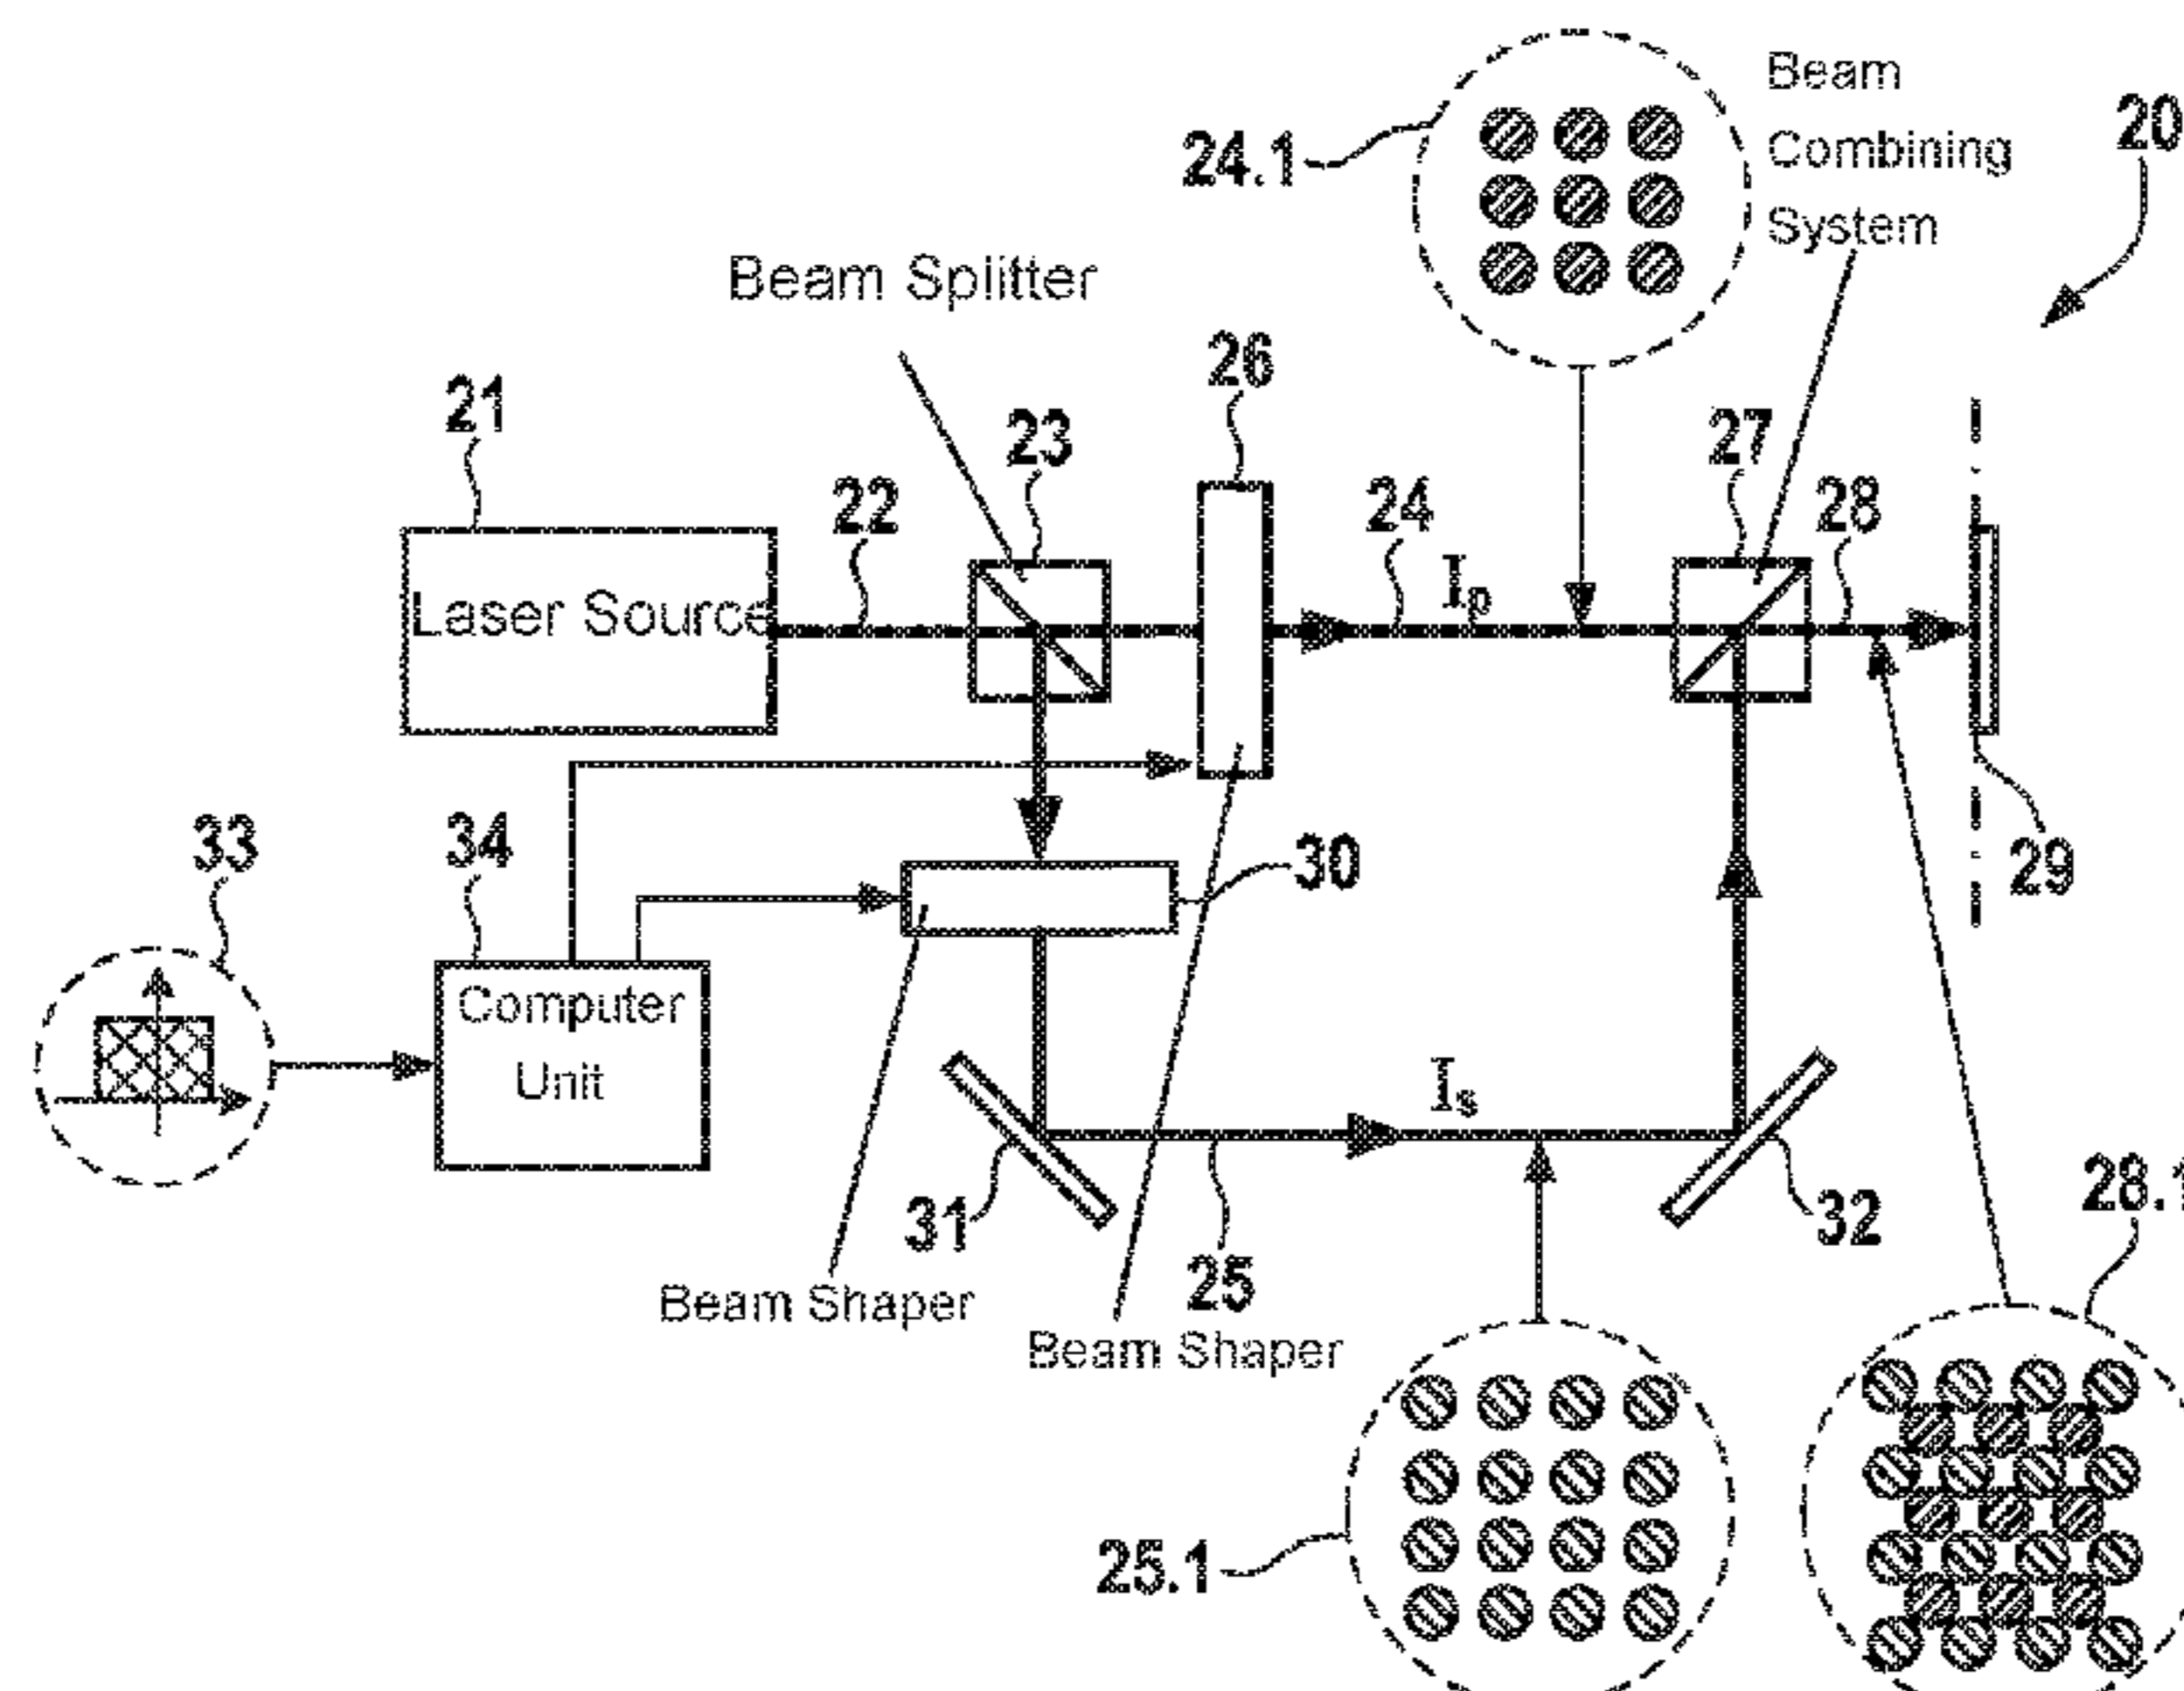 Beam
24.1
Combining
20
System
Beam Splitter
26
21
23
27
22
24
28
Ip
Laser Source
33
34
30
29
Computer
Unit
Is
31
25
32
28.1
Beam Shaper
Beam Shaper
25.1